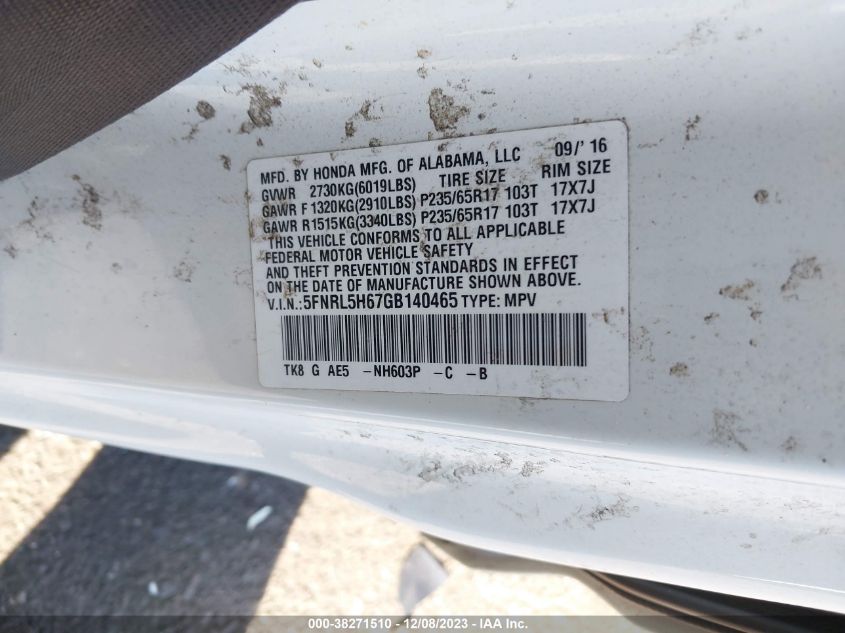 MFD. BY HONDA MFG. OF ALABAMA, LLC 09/' 16
GVWR 2730KG(6019LBS) TIRE SIZE RIM SIZE
GAWR F 1320KG(2910LBS) P235/65R17 103T 17X7J
GAWR R1515KG(3340LBS) P235/65R17 103T 17X7J
THIS VEHICLE CONFORMS TO ALL APPLICABLE
FEDERAL MOTOR VEHICLE SAFETY
AND THEFT PREVENTION STANDARDS IN EFFECT
ON THE DATE OF MANUFACTURE SHOWN ABOVE.
V.I.N.:5FNRL5H67GB140465 TYPE: MPV
TK8 G AE5 -NH603P -C -B
000-38271510 - 12/08/2023 - IAA Inc.